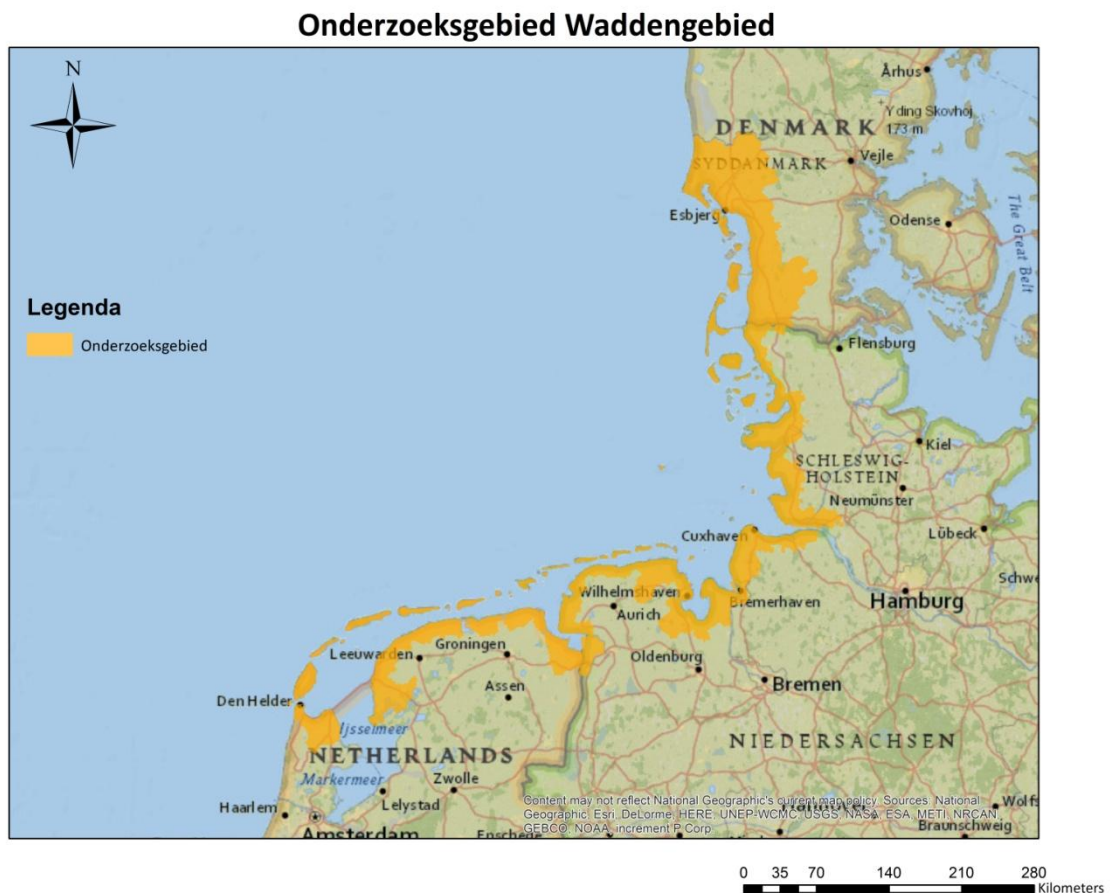 Onderzoeksgebied Waddengebied
N
Århus
Yding Skovhoj
173 m
DENMARK
SYDDANMARK
Vejle
Esbjerg
Odense
The Great Belt
Legenda
Onderzoeksgebied
Flensburg
Kiel
SCHLESWIG-
HOLSTEIN
Neumünster
Cuxhaven
Lübeck
Wilhelmshaven
Bremerhaven
Hamburg
Schwe
Aurich
Groningen
Leeuwarden
Oldenburg
Assen
Bremen
Den Helder
Ijsselmeer
NIEDERSACHSEN
NETHERLANDS
Markermeer
Zwolle
Lelystad
Haarlem
Amsterdam
Enschede
Hannover
Wolfs
Braunschweig
Content may not reflect National Geographic's current map policy. Sources: National
Geographic, Esri, DeLorme, HERE, UNEP-WCMC, USGS, NASA, ESA, METI, NRCAN,
GEBCO, NOAA, increment P Corp.
0 35 70 140 210 280
Kilometers